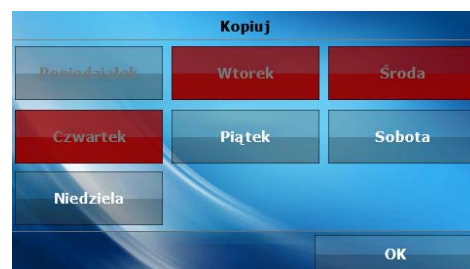 Kopiuj
Poniedziałek Wtorek Środa
Czwartek Piątek Sobota
Niedziela
OK